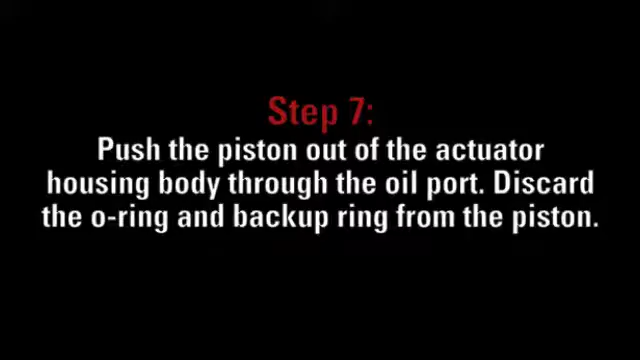 Step 7:
Push the piston out of the actuator
housing body through the oil port. Discard
the o-ring and backup ring from the piston.